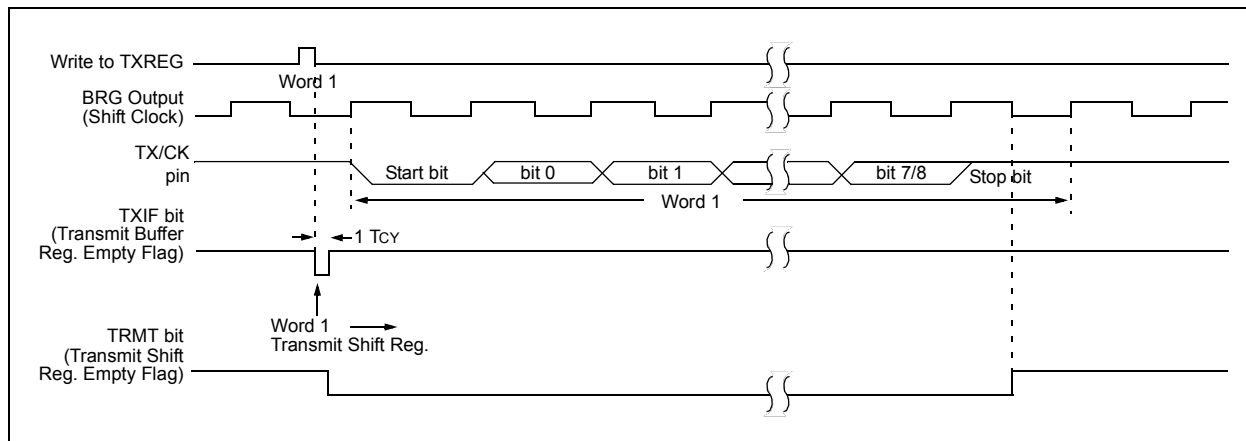 Write to TXREG
Word 1
BRG Output
(Shift Clock)
TX/CK
pin
Start bit
bit 0
bit 1
bit 7/8
Stop bit
Word 1
TXIF bit
(Transmit Buffer
Reg. Empty Flag)
1 TCY
Word 1
Transmit Shift Reg.
TRMT bit
(Transmit Shift
Reg. Empty Flag)